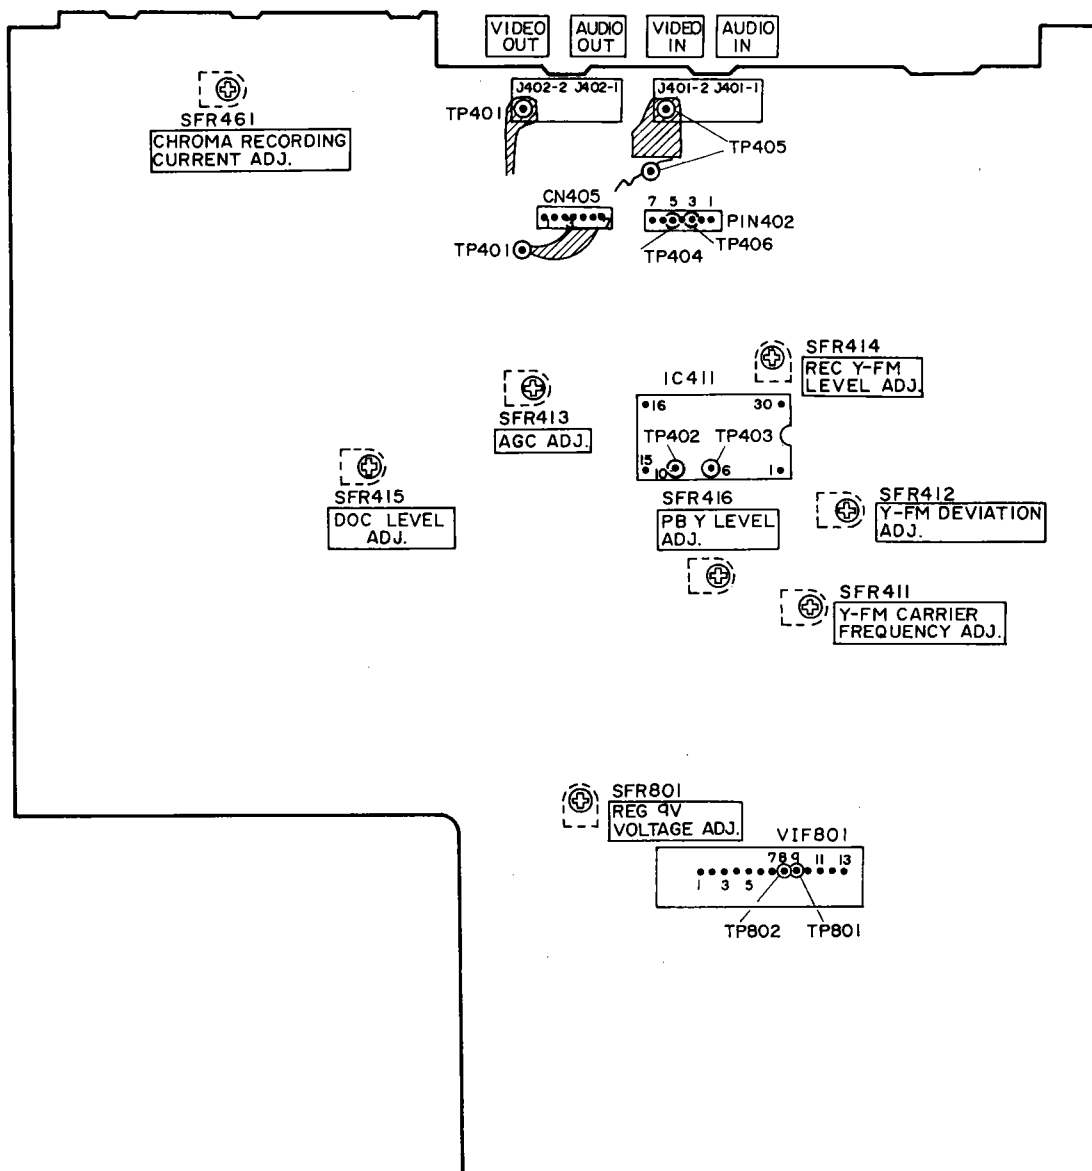 VIDEO OUT
AUDIO OUT
VIDEO IN
AUDIO IN
J402-2 J402-1
J401-2 J401-1
TP401
SFR461
CHROMA RECORDING
CURRENT ADJ.
TP405
CN405
7 5 3 1
PIN402
TP401
TP406
TP404
SFR414
REC Y-FM
LEVEL ADJ.
IC411
16 30
SFR413
AGC ADJ.
TP402 TP403
15
10 6 1
SFR415
DOC LEVEL
ADJ.
SFR416
PB Y LEVEL
ADJ.
SFR412
Y-FM DEVIATION
ADJ.
SFR411
Y-FM CARRIER
FREQUENCY ADJ.
SFR801
REG 9V
VOLTAGE ADJ.
VIF801
7 8 9 11 13
1 3 5
TP802 TP801